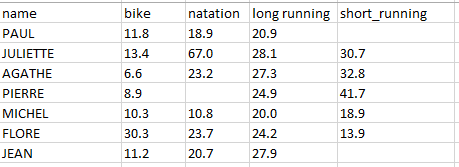 name bike natation long running short_running
PAUL 11.8 18.9 20.9
JULIETTE 13.4 67.0 28.1 30.7
AGATHE 6.6 23.2 27.3 32.8
PIERRE 8.9 24.9 41.7
MICHEL 10.3 10.8 20.0 18.9
FLORE 30.3 23.7 24.2 13.9
JEAN 11.2 20.7 27.9